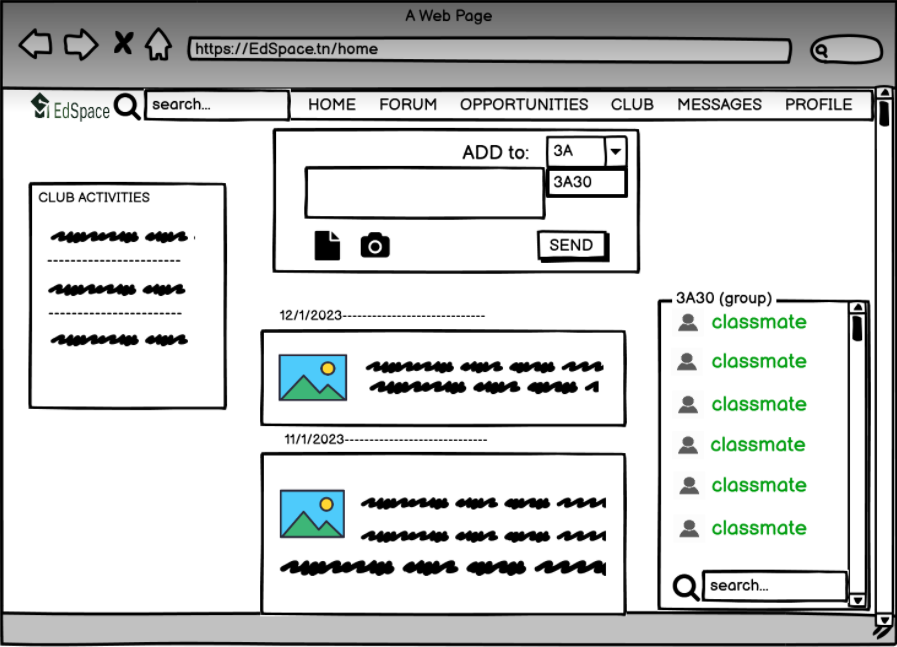 A Web Page
https://EdSpace.tn/home
EdSpace search... HOME FORUM OPPORTUNITIES CLUB MESSAGES PROFILE
ADD to: 3A
3A30
SEND
CLUB ACTIVITIES
12/1/2023------------------------------
11/1/2023------------------------------
3A30 (group)
classmate
classmate
classmate
classmate
classmate
classmate
search...